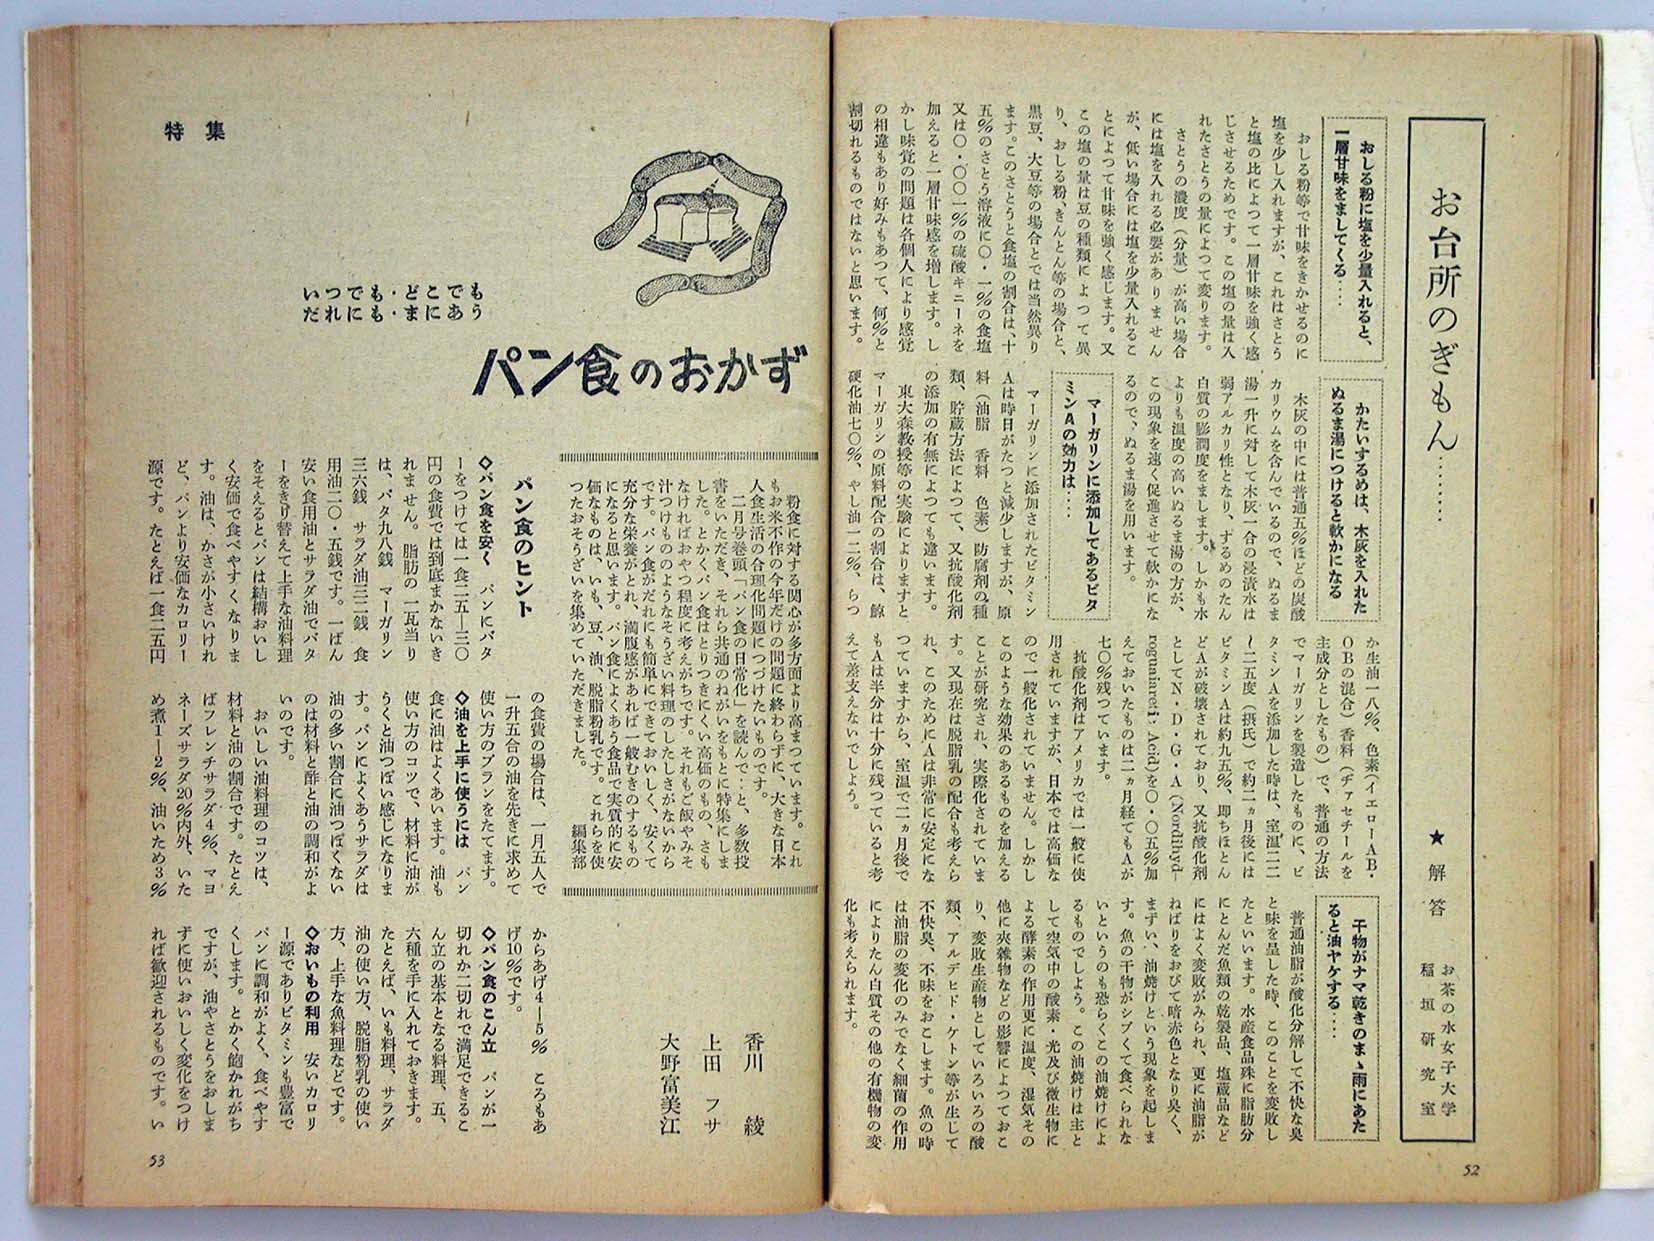 お台所のぎもん………
★解答
お茶の水女子大学
稲垣研究室
おしる粉に塩を少量入れると、
一層甘味をましてくる‥‥
おしる粉等で甘味をきかせるのに
塩を少し入れますが、これはさとう
と塩の比によつて一層甘味を強く感
じさせるためです。この塩の量は入
れたさとうの量によつて変ります。
さとうの濃度（分量）が高い場合
には塩を入れる必要がありません
が、低い場合には塩を少量入れるこ
とによつて甘味を強く感じます。又
この塩の量は豆の種類によつて異
り、おしる粉、きんとん等の場合と、
黒豆、大豆等の場合とでは当然異り
ます。このさとうと食塩の割合は、十
五％のさとう溶液に〇・一％の食塩
又は〇・〇〇一％の硫酸キニーネを
加えると一層甘味感を増します。し
かし味覚の問題は各個人により感覚
の相違もあり好みもあつて、何％と
割切れるものではないと思います。
かたいするめは、木灰を入れた
ぬるま湯につけると軟かになる
木灰の中には普通五％ほどの炭酸
カリウムを含んでいるので、ぬるま
湯一升に対して木灰一合の浸漬水は
弱アルカリ性となり、するめのたん
白質の膨潤度をまします。しかも水
よりも温度の高いぬるま湯の方が、
この現象を速く促進させて軟かにな
るので、ぬるま湯を用います。
マーガリンに添加してあるビタ
ミンＡの効力は‥‥
マーガリンに添加されたビタミン
Ａは時日がたつと減少しますが、原
料（油脂　香料　色素）防腐剤の種
類、貯蔵方法によつて、又抗酸化剤
の添加の有無によつても違います。
東大森教授等の実験によりますと
マーガリンの原料配合の割合は、鯨
硬化油七〇％、やし油一二％、らつ
か生油一八％、色素（イエローＡＢ・
ＯＢの混合）香料（ヂァセチールを
主成分としたもの）で、普通の方法
でマーガリンを製造したものに、ビ
タミンＡを添加した時は、室温二二
〜二五度（摂氏）で約二ヵ月後には
ビタミンＡは約九五％、即ちほとん
どＡが破壊されており、又抗酸化剤
としてＮ・Ｄ・Ｇ・Ａ（Nordihyd-
roguniarreti Acid）を〇・〇五％加
えておいたものは二ヵ月経てもＡが
七〇％残つています。
抗酸化剤はアメリカでは一般に使
用されていますが、日本では高価な
ので一般化されていません。しかし
このような効果のあるものを加える
ことが研究され、実際化されていま
す。又現在は脱脂乳の配合も考えら
れ、このためにＡは非常に安定にな
つていますから、室温で二ヵ月後で
もＡは半分は十分に残つていると考
えて差支えないでしよう。
干物がナマ乾きのまゝ雨にあた
ると油ヤケする‥‥
普通油脂が酸化分解して不快な臭
と味を呈した時、このことを変敗し
たといいます。水産食品殊に脂肪分
にとんだ魚類の乾製品、塩蔵品など
にはよく変敗がみられ、更に油脂が
ねばりをおびて暗赤色となり臭く、
まずい、油焼けという現象を起しま
す。魚の干物がシブくて食べられな
いというのも恐らくこの油焼けによ
るものでしよう。この油焼けは主と
して空気中の酸素・光及び微生物に
よる酵素の作用更に温度、湿気その
他に夾雑物などの影響によつておこ
り、変敗生産物としていろいろの酸
類、アルデヒド・ケトン等が生じて
不快臭、不味をおこします。魚の時
は油脂の変化のみでなく細菌の作用
によりたん白質その他の有機物の変
化も考えられます。
52
特集
いつでも・どこでも
だれにも・まにあう
パン食のおかず
粉食に対する関心が多方面より高まつています。これ
もお米不作の今年だけの問題に終わらずに、大きな日本
人食生活の合理化問題につづけたいものです。
二月号巻頭「パン食の日常化」を読んで…と、多数投
書をいただき、それら共通のねがいをもとに特集にしま
した。とかくパン食はとりつきにくい高価のもの、さも
なければおやつ程度に考えがちです。それもご飯やみそ
汁つけもののようなそうざい料理のしたしさがないから
です。パン食がだれにも簡単にできておいしく、安くて
充分な栄養がとれ、満腹感があれば一般むきのするもの
になると思います。パン食によくあう食品で実質的に安
価なものは、いも、豆、油、脱脂粉乳です。これらを使
つたおそうざいを集めていただきました。　編集部
香川　綾
上田　フサ
大野富美江
パン食のヒント
◇パン食を安く　パンにバタ
ーをつけては一食二五―三〇
円の食費では到底まかないき
れません。脂肪の一瓦当り
は、バタ九八銭　マーガリン
三六銭　サラダ油三二銭　食
用油二〇・五銭です。一ばん
安い食用油とサラダ油でバタ
ーをきり替えて上手な油料理
をそえるとパンは結構おいし
く安価で食べやすくなりま
す。油は、かさが小さいけれ
ど、パンより安価なカロリー
源です。たとえば一食二五円
の食費の場合は、一月五人で
一升五合の油を先きに求めて
使い方のプランをたてます。
◇油を上手に使うには　パン
食に油はよくあいます。油も
使い方のコツで、材料に油が
うくと油つぽい感じになりま
す。パンによくあうサラダは
油の多い割合に油つぽくない
のは材料と酢と油の調和がよ
いのです。
おいしい油料理のコツは、
材料と油の割合です。たとえ
ばフレンチサラダ4％、マヨ
ネーズサラダ20％内外、いた
め煮1―2％、油いため3％
からあげ4―5％　ころもあ
げ10％です。
◇パン食のこん立　パンが一
切れか二切れで満足できるこ
ん立の基本となる料理、五、
六種を手に入れておきます。
たとえば、いも料理、サラダ
油の使い方、脱脂粉乳の使い
方、上手な魚料理などです。
◇おいもの利用　安いカロリ
ー源でありビタミンも豊富で
パンに調和がよく、食べやす
くします。とかく飽かれがち
ですが、油やさとうをおしま
ずに使いおいしく変化をつけ
れば歓迎されるものです。い
53